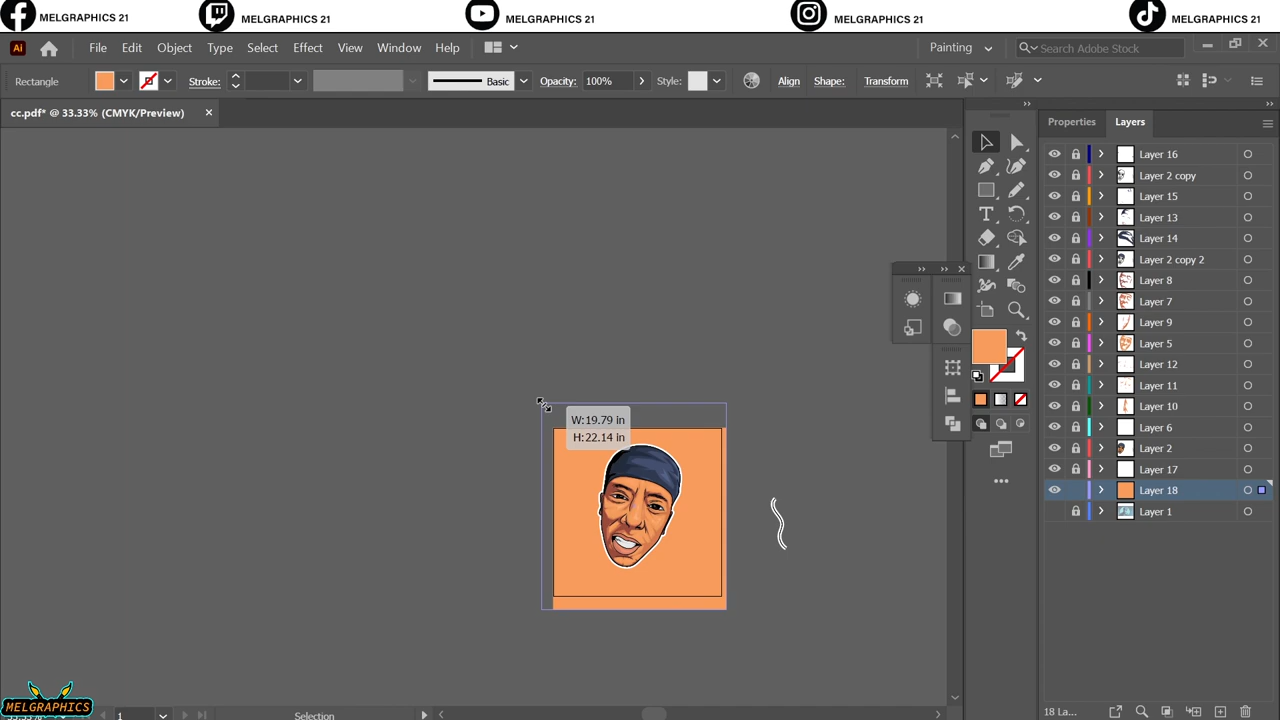 MELGRAPHICS 21 MELGRAPHICS 21 MELGRAPHICS 21 MELGRAPHICS 21 MELGRAPHICS 21
Ai File Edit Object Type Select Effect View Window Help Painting Search Adobe Stock
Rectangle Stroke: Basic Opacity: 100% Style: Align Shape: Transform
cc.pdf* @ 33.33% (CMYK/Preview)
Properties Layers
Layer 16
Layer 2 copy
Layer 15
Layer 13
Layer 14
Layer 2 copy 2
Layer 8
Layer 7
Layer 9
Layer 5
Layer 12
Layer 11
Layer 10
Layer 6
Layer 2
Layer 17
Layer 18
Layer 1
W:19.79 in
H:22.14 in
MELGRAPHICS
1 Selection
18 La...